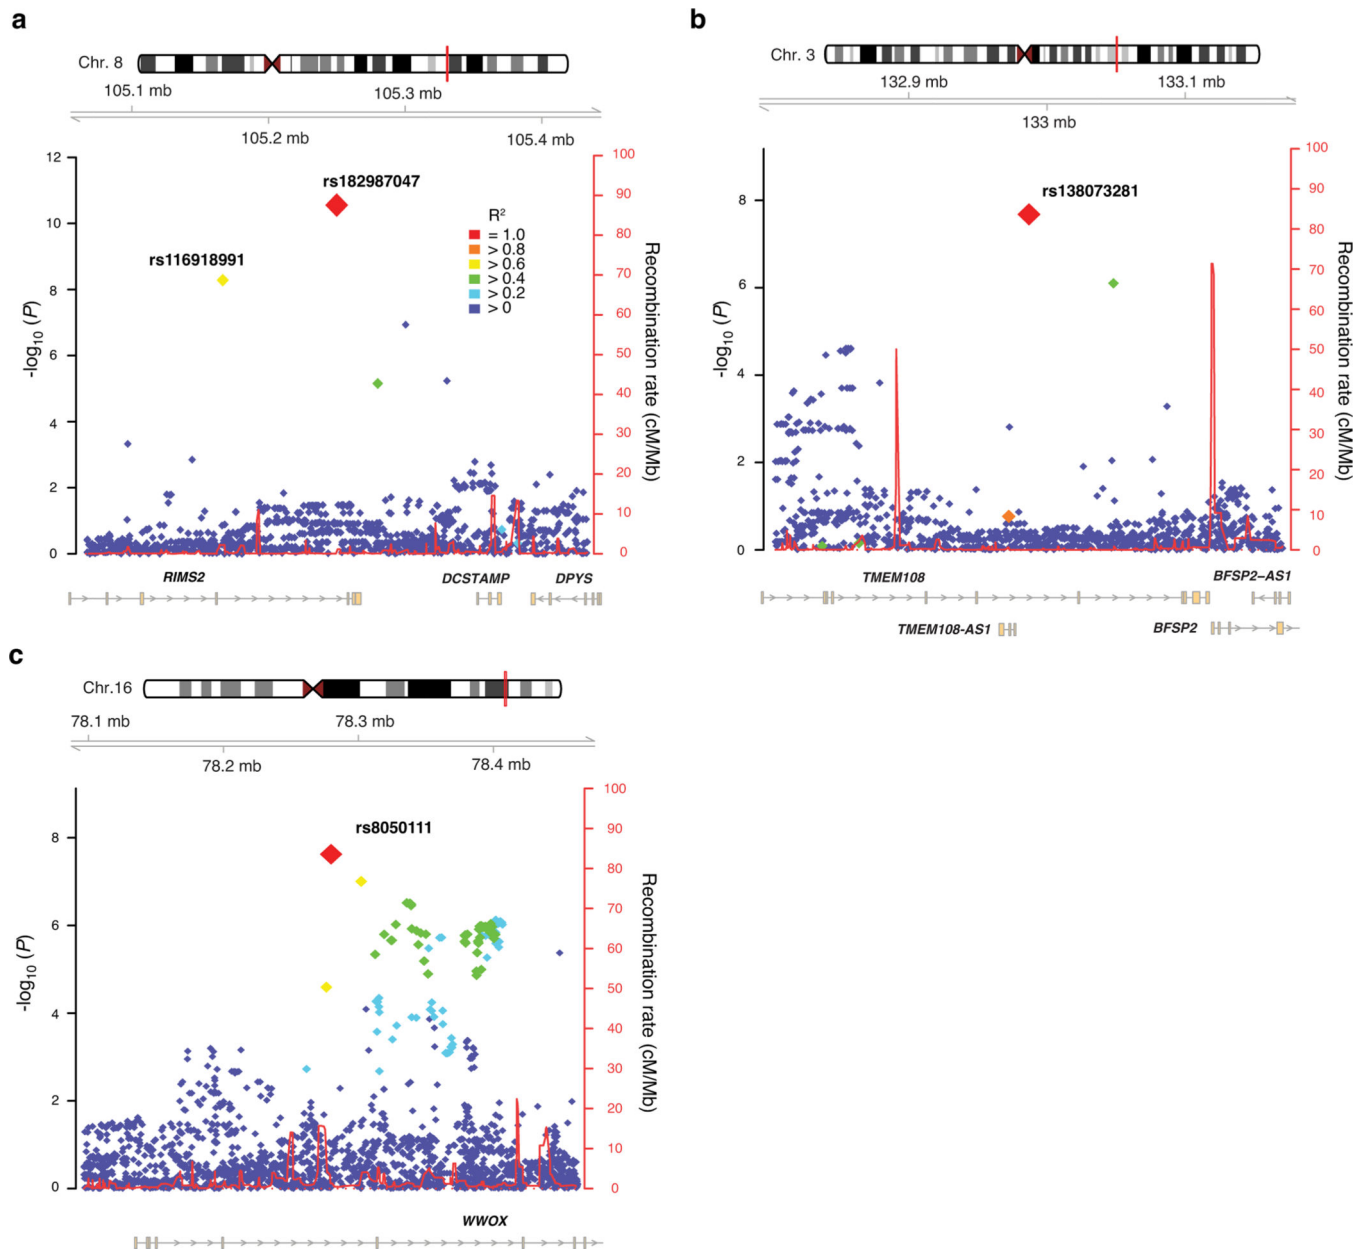 a
Chr. 8
105.1 mb
105.3 mb
105.2 mb
105.4 mb
12
10
8
6
4
2
0
-log10 (P)
rs182987047
rs116918991
R²
= 1.0
> 0.8
> 0.6
> 0.4
> 0.2
> 0
100
90
80
70
60
50
40
30
20
10
0
Recombination rate (cM/Mb)
RIMS2
DCSTAMP
DPYS
b
Chr. 3
132.9 mb
133.1 mb
133 mb
8
6
4
2
0
-log10 (P)
rs138073281
100
90
80
70
60
50
40
30
20
10
0
Recombination rate (cM/Mb)
TMEM108
BFSP2–AS1
TMEM108-AS1
BFSP2
c
Chr.16
78.1 mb
78.3 mb
78.2 mb
78.4 mb
8
6
4
2
0
-log10 (P)
rs8050111
100
90
80
70
60
50
40
30
20
10
0
Recombination rate (cM/Mb)
WWOX